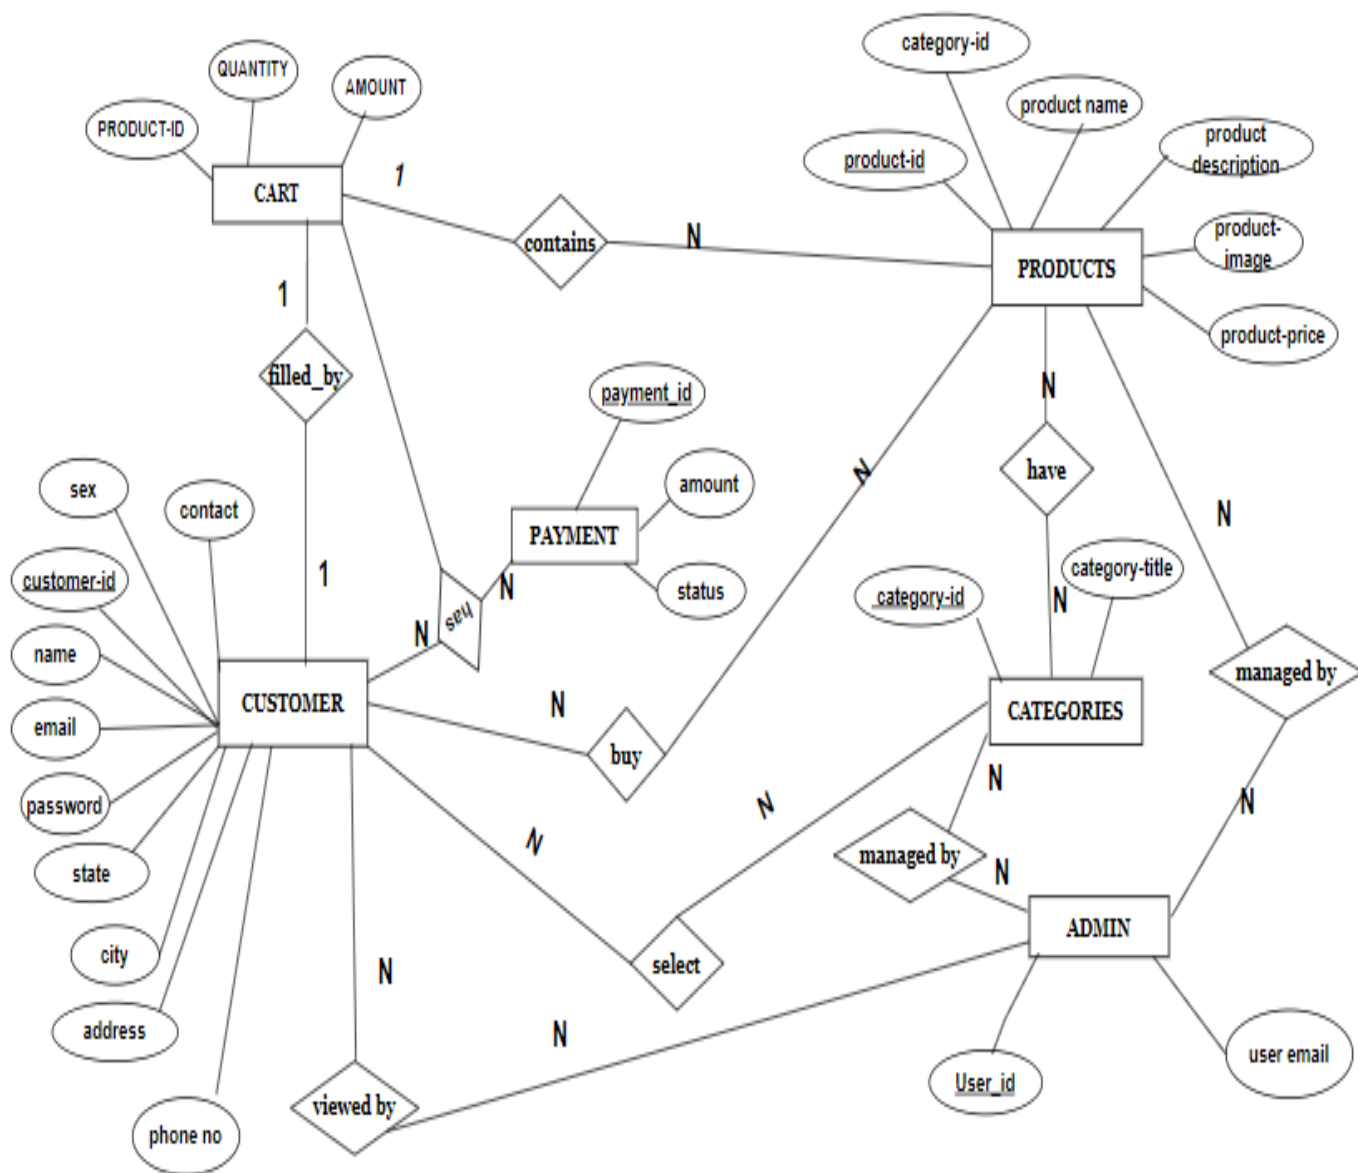 category-id
QUANTITY
AMOUNT
product name
PRODUCT-ID
product
description
product-id
1
CART
contains
N
product-
image
PRODUCTS
1
product-price
filled_by
payment_id
N
N
have
sex
contact
amount
N
PAYMENT
category-title
1
customer-id
N
status
category-id
N
has
N
name
managed by
CUSTOMER
N
CATEGORIES
email
buy
N
password
N
N
N
managed by
state
N
ADMIN
city
select
N
address
N
user email
User_id
viewed by
phone no